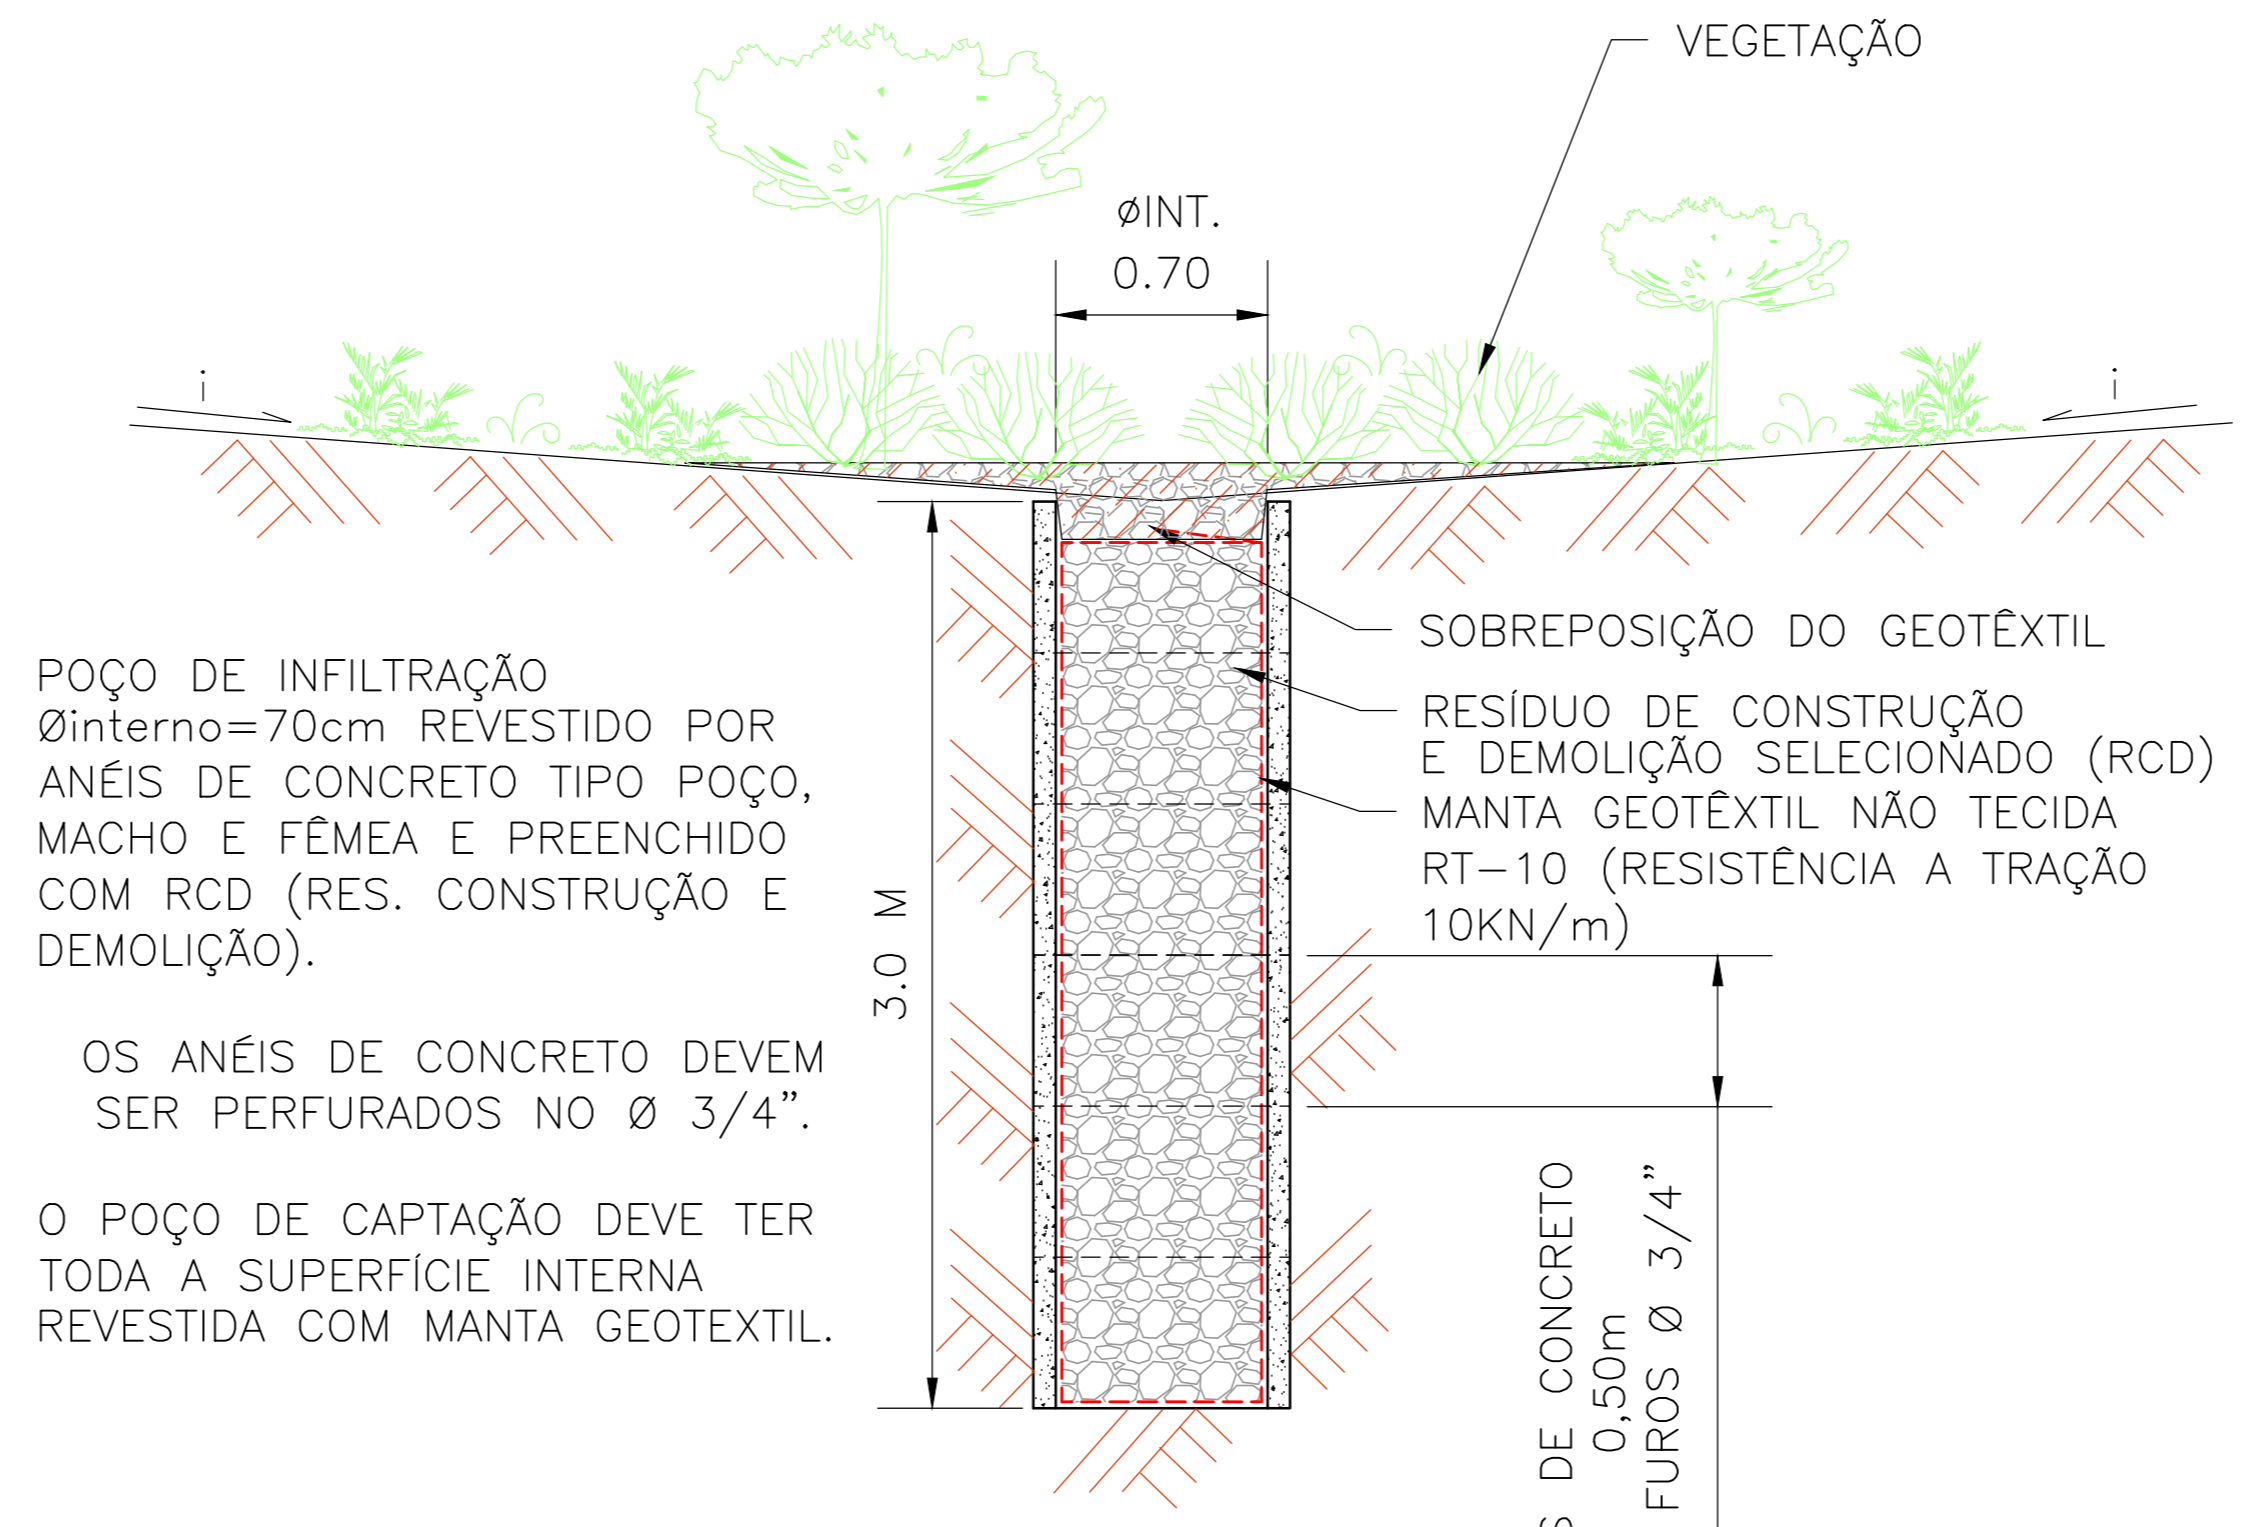 VEGETAÇÃO
øINT.
0.70
i
i
SOBREPOSIÇÃO DO GEOTÊXTIL
RESÍDUO DE CONSTRUÇÃO
E DEMOLIÇÃO SELECIONADO (RCD)
MANTA GEOTÊXTIL NÃO TECIDA
RT-10 (RESISTÊNCIA A TRAÇÃO
10KN/m)
POÇO DE INFILTRAÇÃO
Øinterno=70cm REVESTIDO POR
ANÉIS DE CONCRETO TIPO POÇO,
MACHO E FÊMEA E PREENCHIDO
COM RCD (RES. CONSTRUÇÃO E
DEMOLIÇÃO).
OS ANÉIS DE CONCRETO DEVEM
SER PERFURADOS NO Ø 3/4”.
O POÇO DE CAPTAÇÃO DEVE TER
TODA A SUPERFÍCIE INTERNA
REVESTIDA COM MANTA GEOTEXTIL.
3.0 M
DE CONCRETO
0,50m
FUROS Ø 3/4”